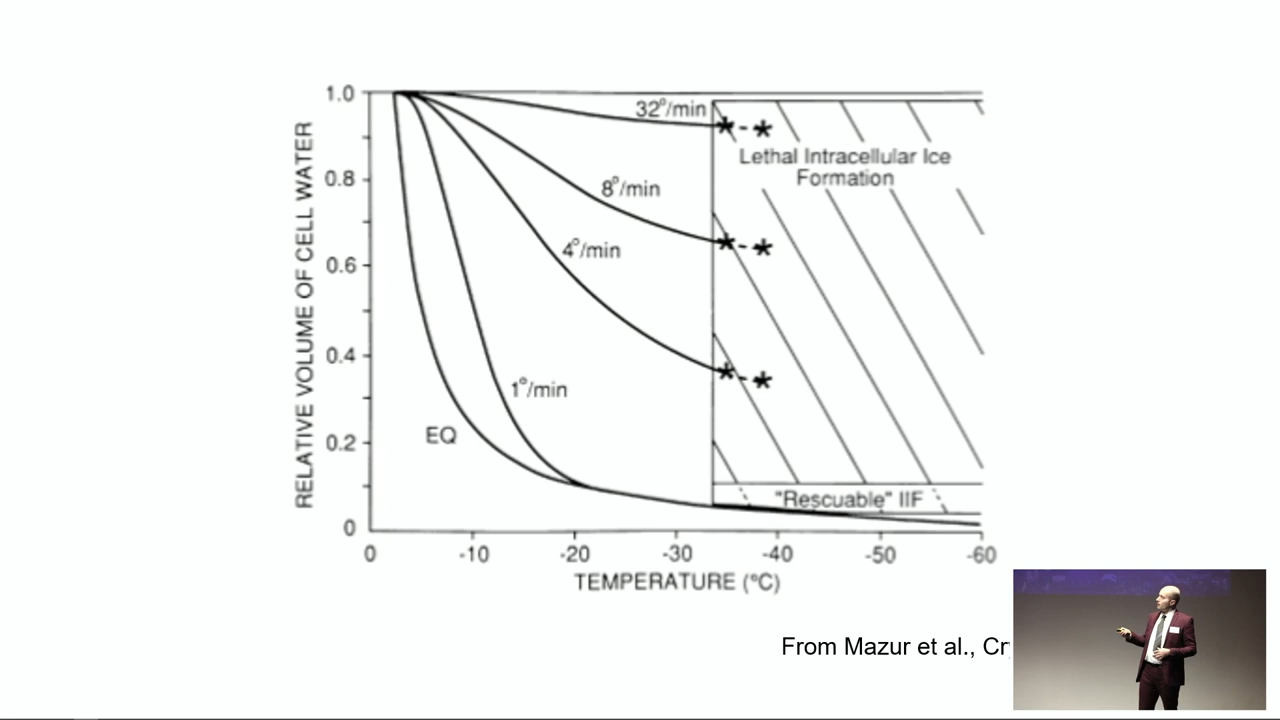 1.0
0.8
0.6
0.4
0.2
0
RELATIVE VOLUME OF CELL WATER
32°/min
8°/min
4°/min
1°/min
EQ
Lethal Intracellular Ice
Formation
"Rescuable" IIF
0 -10 -20 -30 -40 -50 -60
TEMPERATURE (°C)
From Mazur et al.,